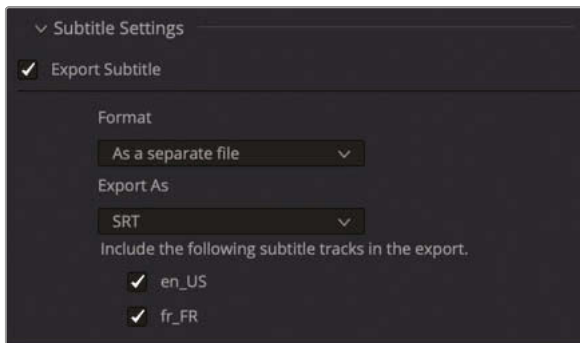 Subtitle Settings
Export Subtitle
Format
As a separate file
Export As
SRT
Include the following subtitle tracks in the export.
en_US
fr_FR